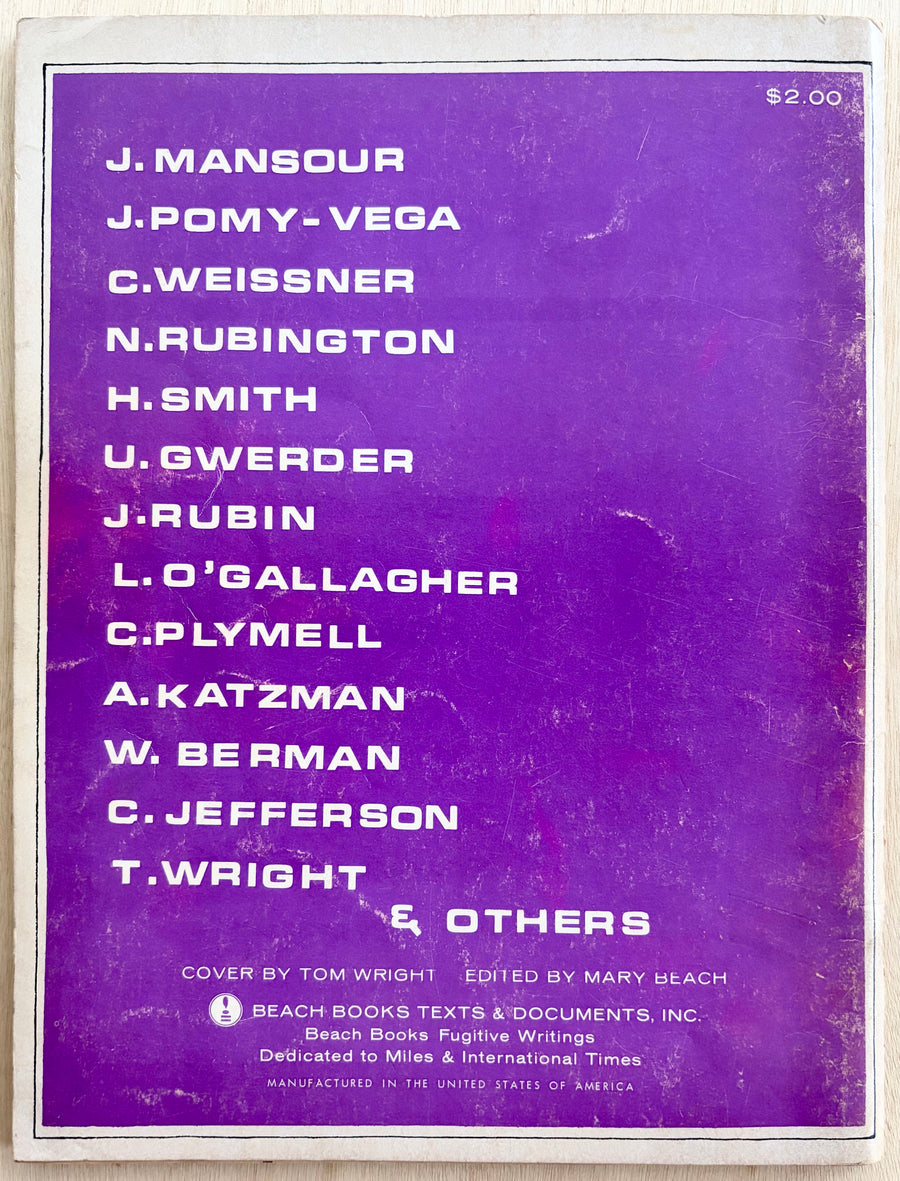 $2.00
J. MANSOUR
J. POMY-VEGA
C. WEISSNER
N. RUBINGTON
H. SMITH
U. GWERDER
J. RUBIN
L. O'GALLAGHER
C. PLYMELL
A. KATZMAN
W. BERMAN
C. JEFFERSON
T. WRIGHT
& OTHERS
COVER BY TOM WRIGHT EDITED BY MARY BEACH
BEACH BOOKS TEXTS & DOCUMENTS, INC.
Beach Books Fugitive Writings
Dedicated to Miles & International Times
MANUFACTURED IN THE UNITED STATES OF AMERICA